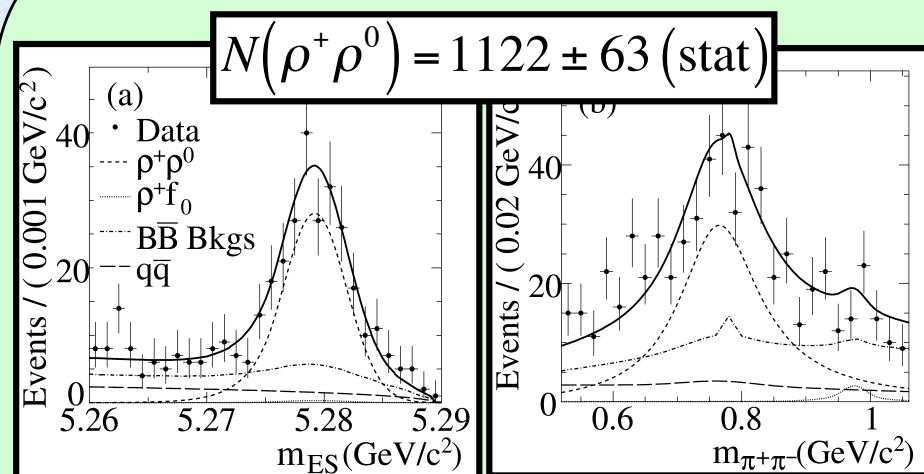 N(ρ⁺ρ⁰) = 1122 ± 63 (stat)
Events / ( 0.001 GeV/c²)
(a)
Data
ρ⁺ρ⁰
ρ⁺f₀
BB̅ Bkgs
qq̅
40
20
0
5.26 5.27 5.28 5.29
m_ES (GeV/c²)
Events / ( 0.02 GeV/c
(b)
40
20
0
0.6 0.8 1
m_π⁺π⁻ (GeV/c²)